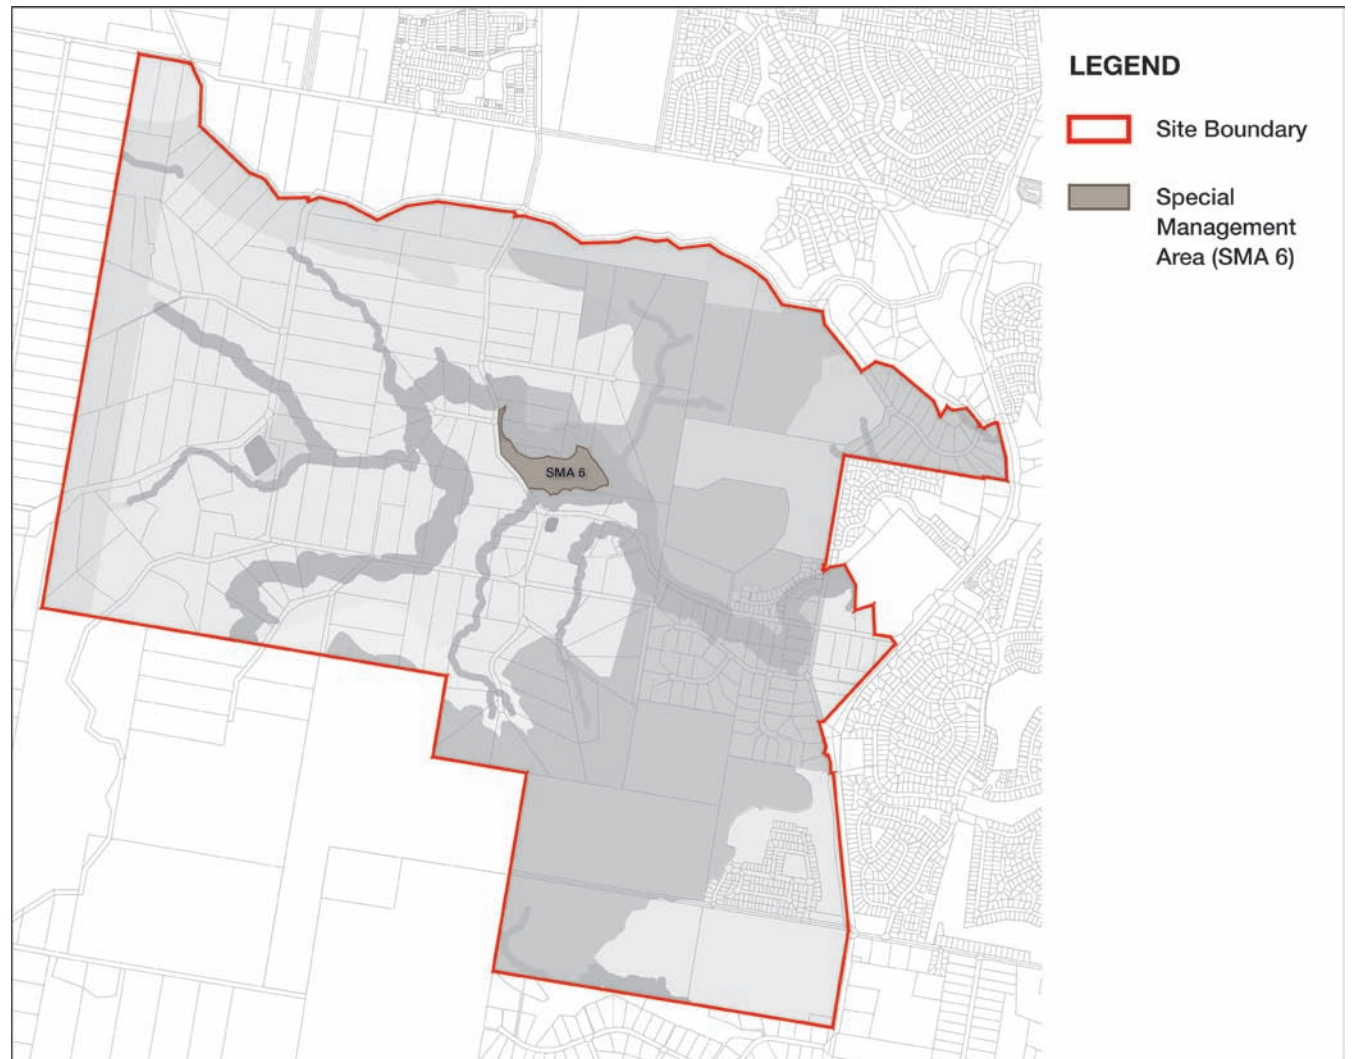 LEGEND
Site Boundary
Special
Management
Area (SMA 6)
SMA 6